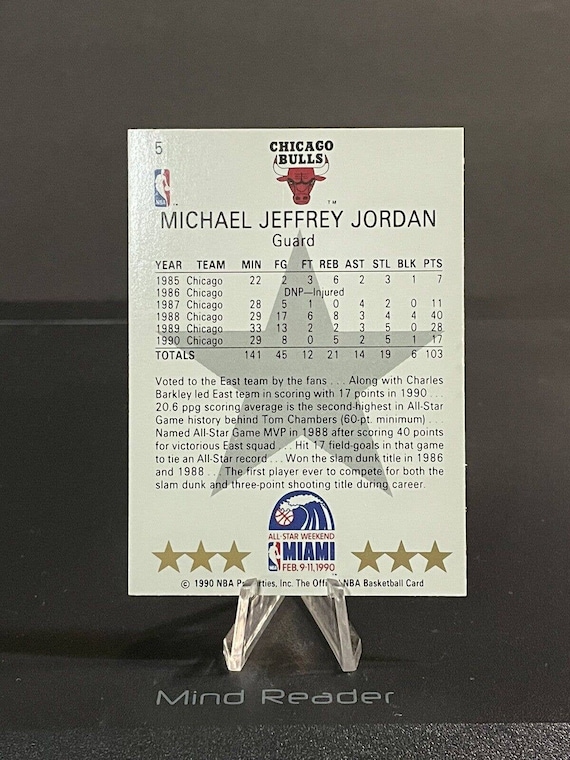 5
CHICAGO
BULLS
TM
NBA
MICHAEL JEFFREY JORDAN
Guard
YEAR TEAM MIN FG FT REB AST STL BLK PTS
1985 Chicago 22 2 3 6 2 3 1 7
1986 Chicago DNP—Injured
1987 Chicago 28 5 1 0 4 2 0 11
1988 Chicago 29 17 6 8 3 4 4 40
1989 Chicago 33 13 2 2 3 5 0 28
1990 Chicago 29 8 0 5 2 5 1 17
TOTALS 141 45 12 21 14 19 6 103
Voted to the East team by the fans . . . Along with Charles
Barkley led East team in scoring with 17 points in 1990 . . .
20.6 ppg scoring average is the second-highest in All-Star
Game history behind Tom Chambers (60-pt. minimum) . . .
Named All-Star Game MVP in 1988 after scoring 40 points
for victorious East squad . . . Hit 17 field-goals in that game
to tie an All-Star record . . . Won the slam dunk title in 1986
and 1988 . . . The first player ever to compete for both the
slam dunk and three-point shooting title during career.
ALL-STAR WEEKEND
MIAMI
FEB. 9-11, 1990
© 1990 NBA Inc. The NBA Basketball Card
Mind Reader